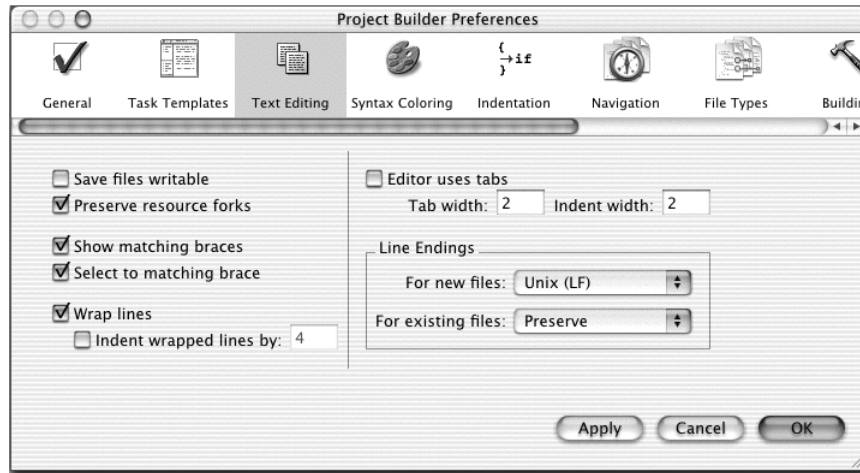 Project Builder Preferences
{
→if
}
General Task Templates Text Editing Syntax Coloring Indentation Navigation File Types Buildin
Save files writable
Preserve resource forks
Show matching braces
Select to matching brace
Wrap lines
Indent wrapped lines by: 4
Editor uses tabs
Tab width: 2 Indent width: 2
Line Endings
For new files: Unix (LF)
For existing files: Preserve
Apply Cancel OK